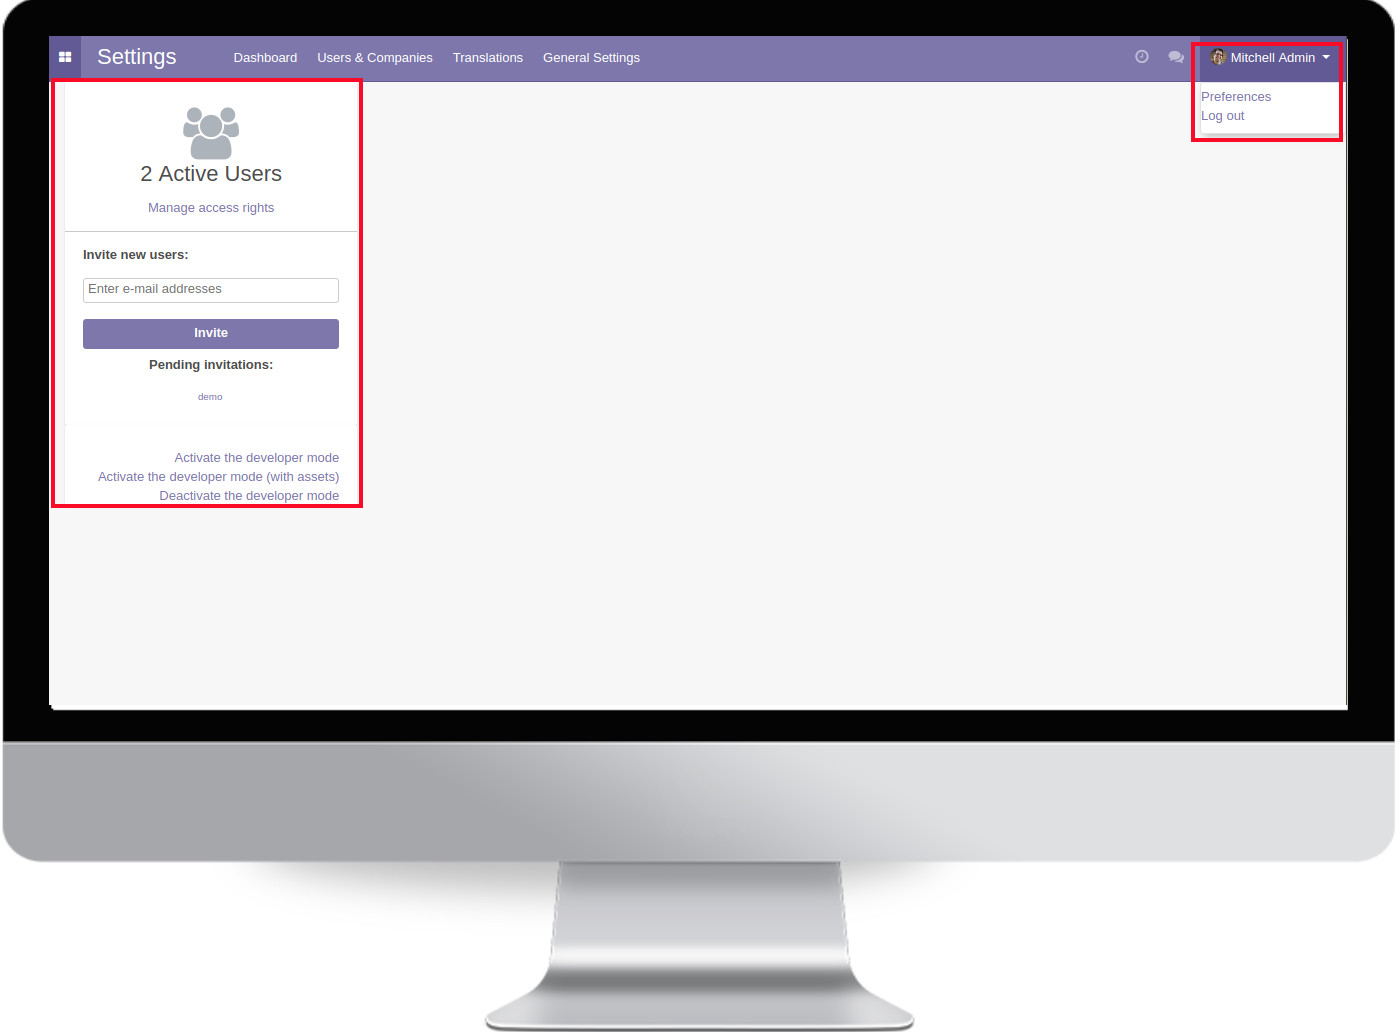 Settings
Dashboard
Users & Companies
Translations
General Settings
Mitchell Admin
Preferences
Log out
2 Active Users
Manage access rights
Invite new users:
Enter e-mail addresses
Invite
Pending invitations:
demo
Activate the developer mode
Activate the developer mode (with assets)
Deactivate the developer mode